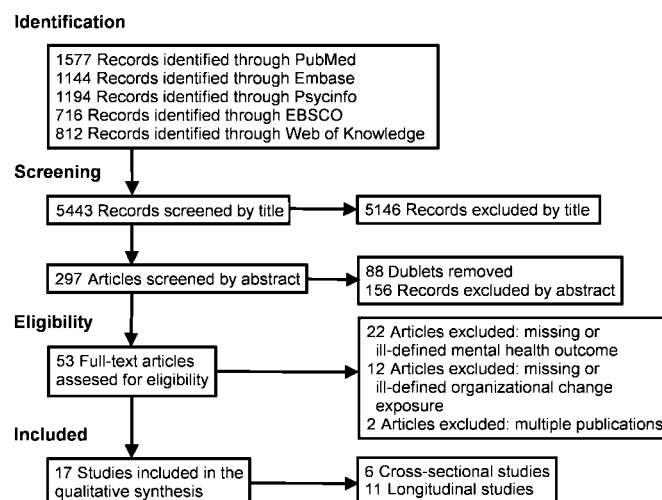 Identification
1577 Records identified through PubMed
1144 Records identified through Embase
1194 Records identified through Psycinfo
716 Records identified through EBSCO
812 Records identified through Web of Knowledge
Screening
5443 Records screened by title
5146 Records excluded by title
297 Articles screened by abstract
88 Dublets removed
156 Records excluded by abstract
Eligibility
53 Full-text articles
assesed for eligibility
22 Articles excluded: missing or
ill-defined mental health outcome
12 Articles excluded: missing or
ill-defined organizational change
exposure
2 Articles excluded: multiple publications
Included
17 Studies included in the
qualitative synthesis
6 Cross-sectional studies
11 Longitudinal studies